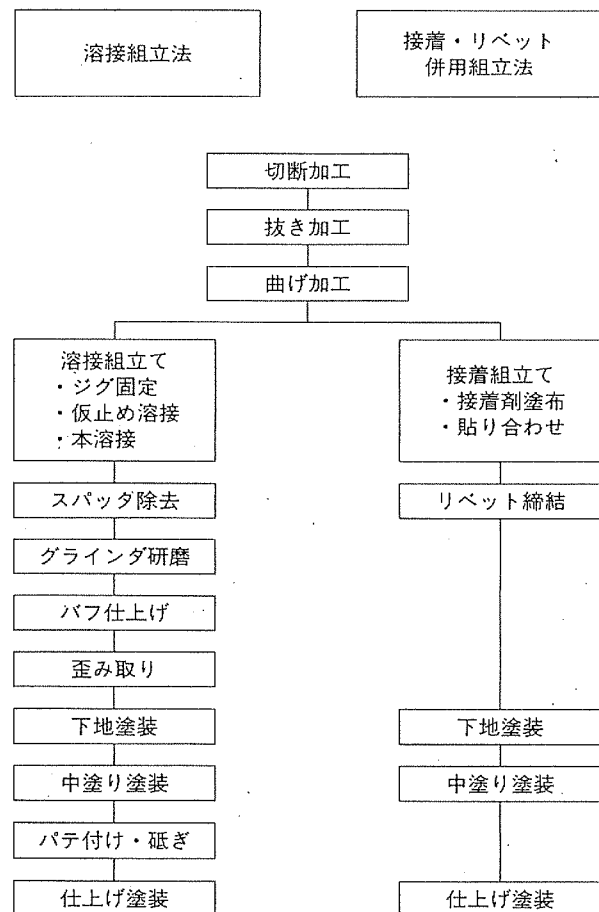 溶接組立法
接着・リベット
併用組立法
切断加工
抜き加工
曲げ加工
溶接組立て
・ジグ固定
・仮止め溶接
・本溶接
スパッダ除去
グラインダ研磨
バフ仕上げ
歪み取り
下地塗装
中塗り塗装
パテ付け・砥ぎ
仕上げ塗装
接着組立て
・接着剤塗布
・貼り合わせ
リベット締結
下地塗装
中塗り塗装
仕上げ塗装